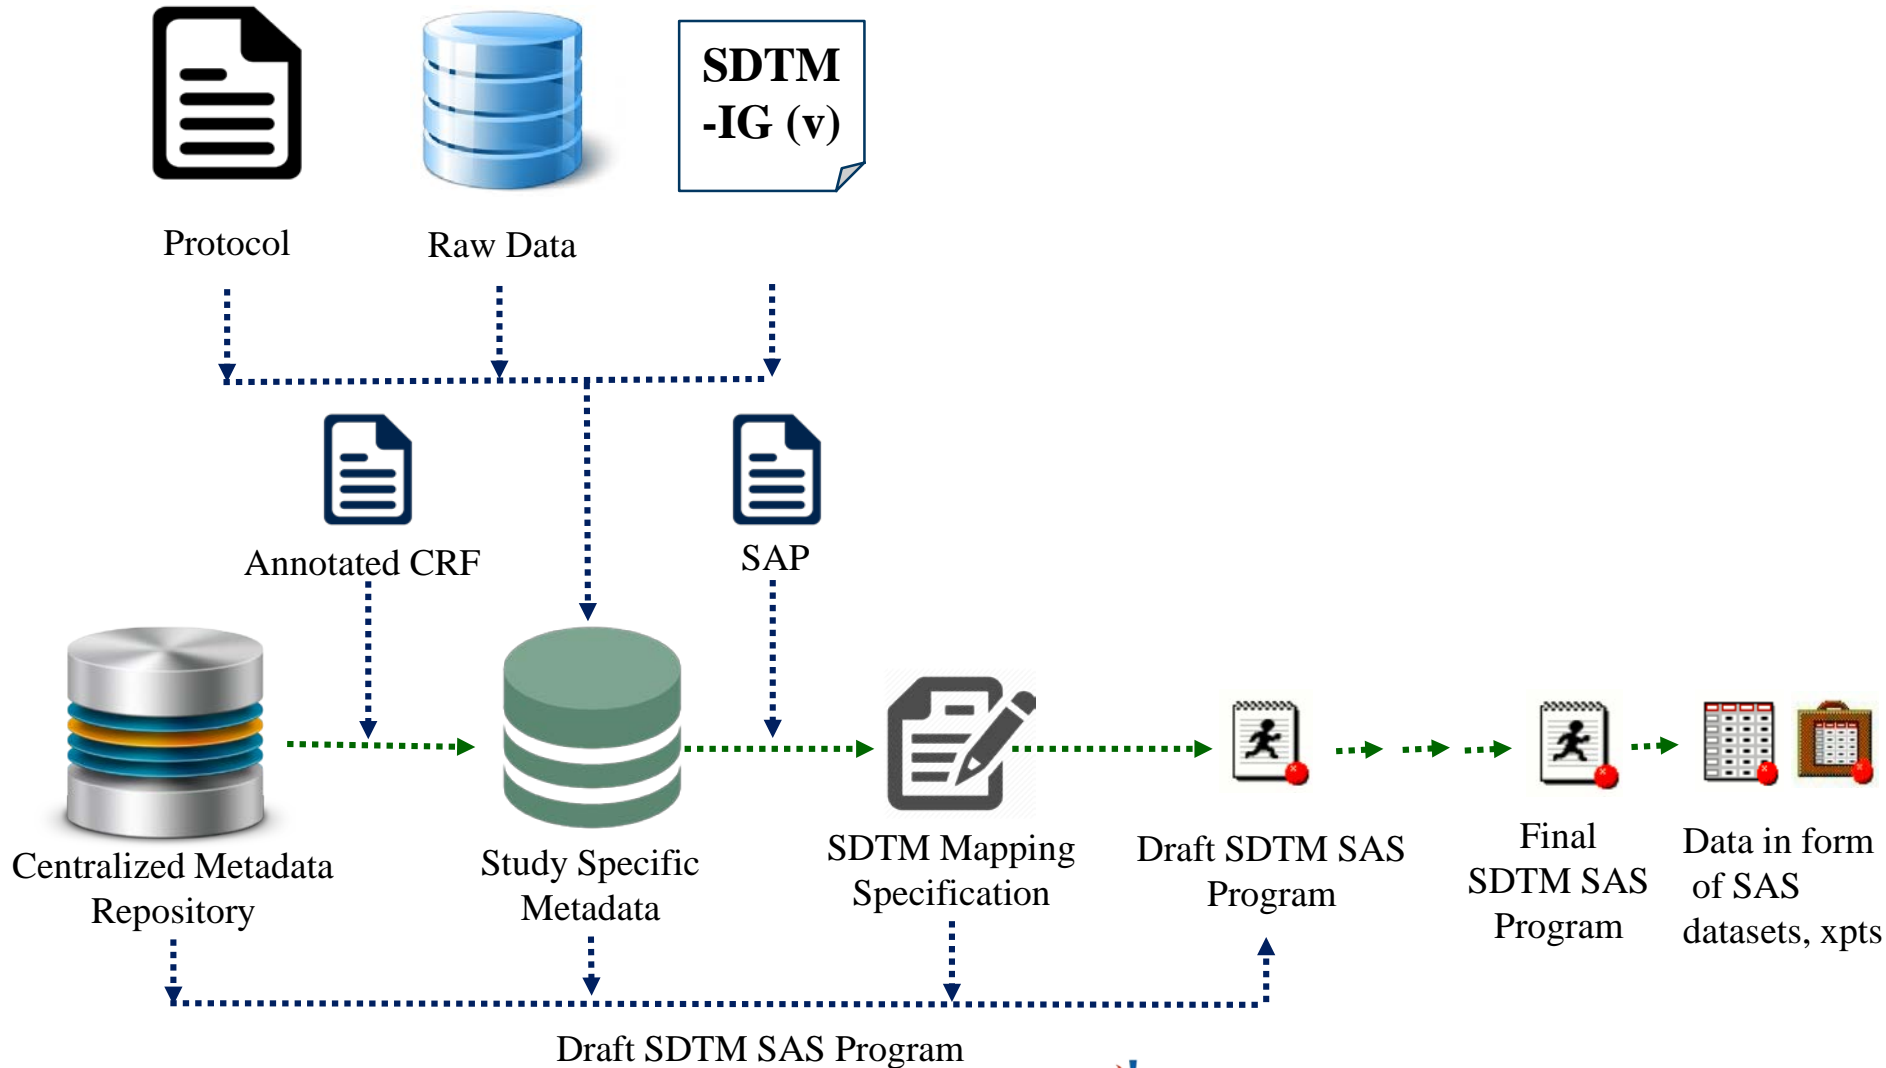 SDTM
-IG (v)
Protocol
Raw Data
Annotated CRF
SAP
Centralized Metadata
Repository
Study Specific
Metadata
SDTM Mapping
Specification
Draft SDTM SAS
Program
Final
SDTM SAS
Program
Data in form
of SAS
datasets, xpts
Draft SDTM SAS Program